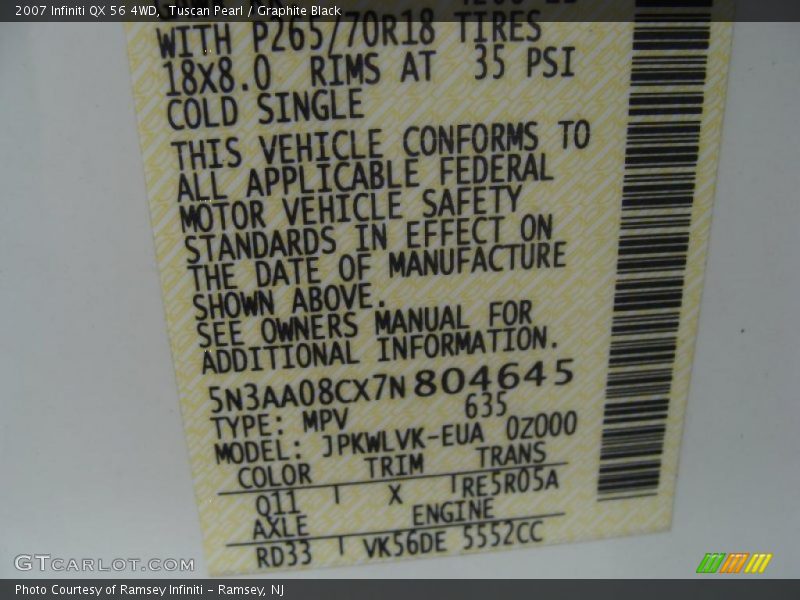 2007 Infiniti QX 56 4WD, Tuscan Pearl / Graphite Black
WITH P265/70R18 TIRES
18X8.0 RIMS AT 35 PSI
COLD SINGLE
THIS VEHICLE CONFORMS TO
ALL APPLICABLE FEDERAL
MOTOR VEHICLE SAFETY
STANDARDS IN EFFECT ON
THE DATE OF MANUFACTURE
SHOWN ABOVE.
SEE OWNERS MANUAL FOR
ADDITIONAL INFORMATION.
5N3AA08CX7N804645
TYPE: MPV 635
MODEL: JPKWLVK-EUA 0Z000
COLOR TRIM TRANS
Q11 X RE5R05A
AXLE ENGINE
RD33 VK56DE 5552CC
GTCARLOT.COM
Photo Courtesy of Ramsey Infiniti - Ramsey, NJ